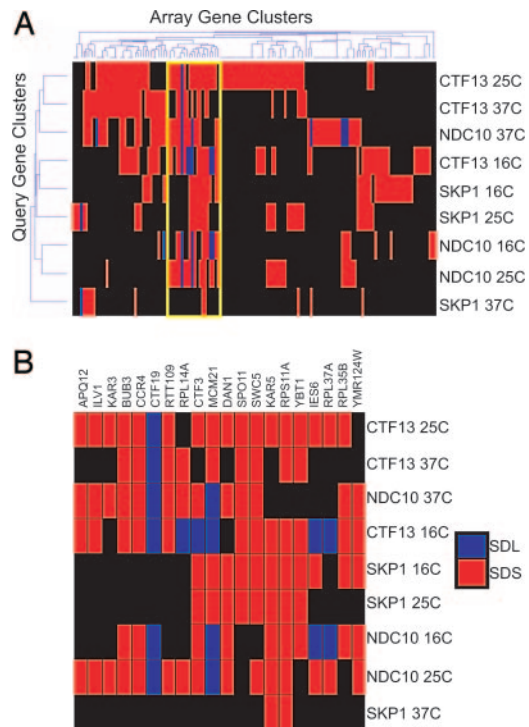 A
Array Gene Clusters
Query Gene Clusters
CTF13 25C
CTF13 37C
NDC10 37C
CTF13 16C
SKP1 16C
SKP1 25C
NDC10 16C
NDC10 25C
SKP1 37C
B
APQ12
ILV1
KAR3
BUB3
CCR4
CTF19
RTT109
RPL14A
CTF3
MCM21
DAN1
SPO11
SWC5
KAR5
RPS11A
YBT1
IES6
RPL37A
RPL35B
YMR124W
CTF13 25C
CTF13 37C
NDC10 37C
CTF13 16C
SKP1 16C
SKP1 25C
NDC10 16C
NDC10 25C
SKP1 37C
SDL
SDS